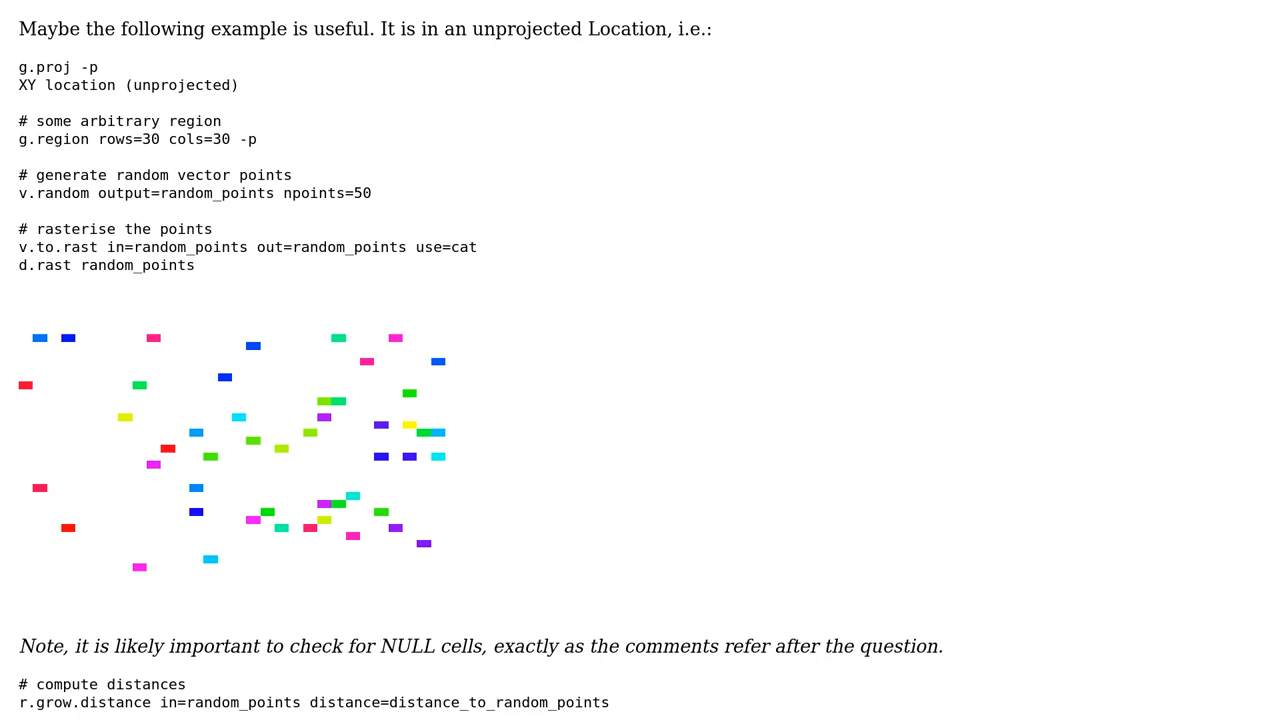 Maybe the following example is useful. It is in an unprojected Location, i.e.:
g.proj -p
XY location (unprojected)
# some arbitrary region
g.region rows=30 cols=30 -p
# generate random vector points
v.random output=random_points npoints=50
# rasterise the points
v.to.rast in=random_points out=random_points use=cat
d.rast random_points
Note, it is likely important to check for NULL cells, exactly as the comments refer after the question.
# compute distances
r.grow.distance in=random_points distance=distance_to_random_points